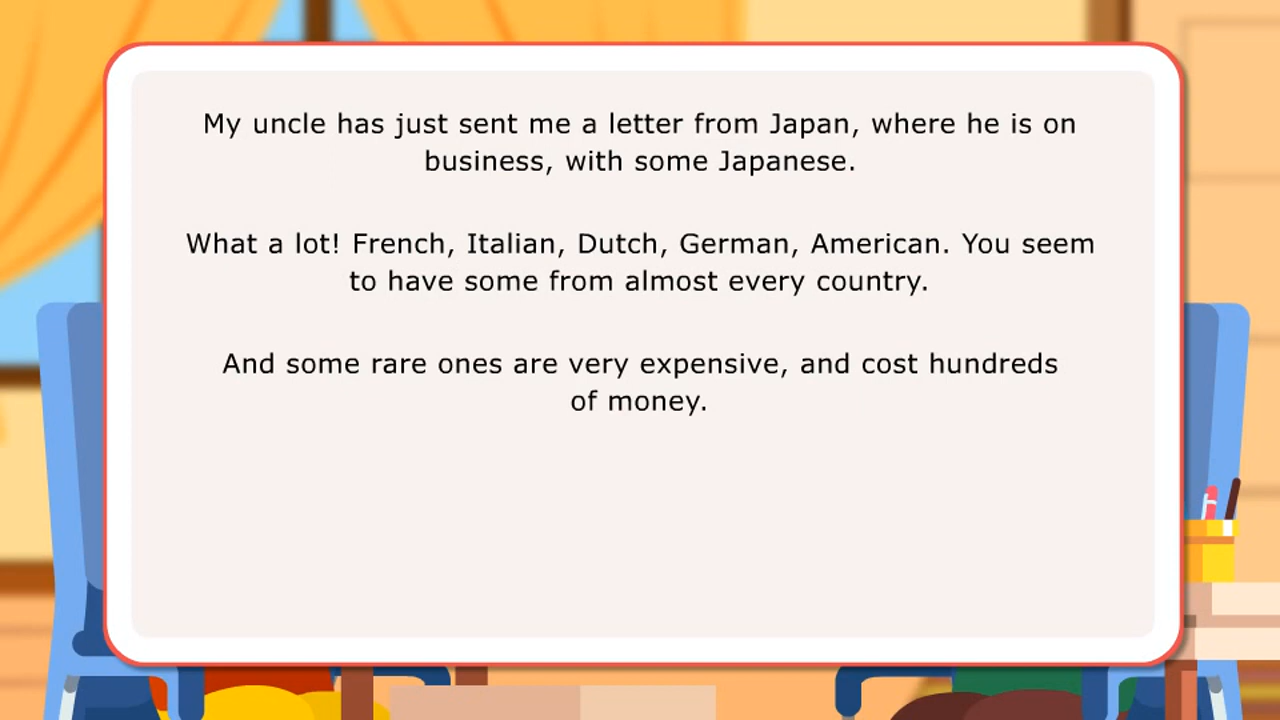 My uncle has just sent me a letter from Japan, where he is on
business, with some Japanese.
What a lot! French, Italian, Dutch, German, American. You seem
to have some from almost every country.
And some rare ones are very expensive, and cost hundreds
of money.